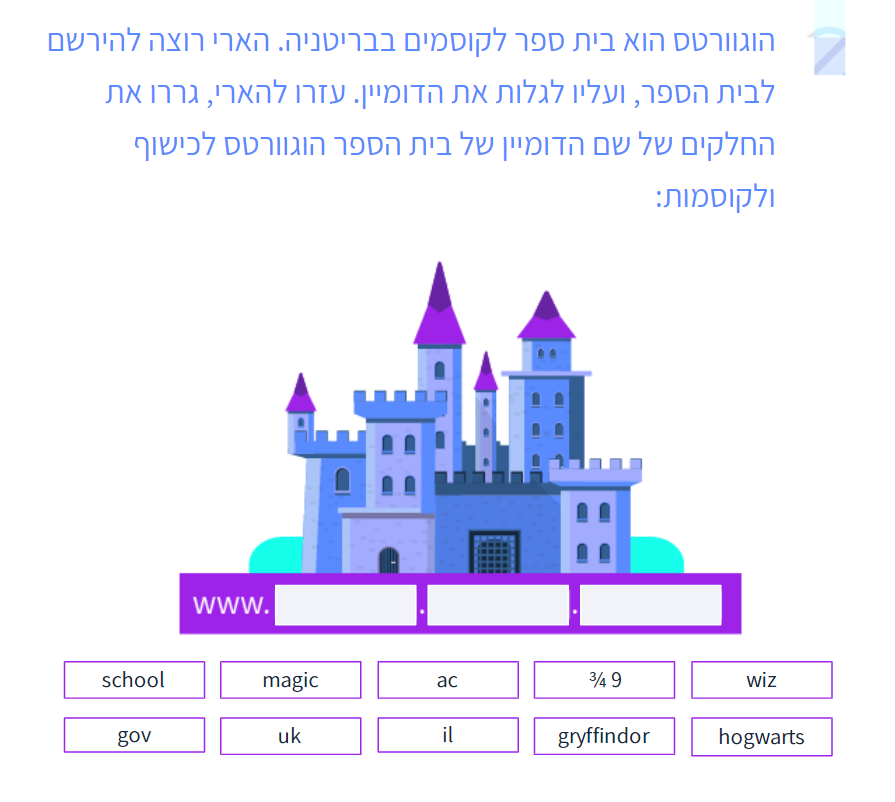 הוגוורטס הוא בית ספר לקוסמים בבריטניה. הארי רוצה להירשם
לבית הספר, ועליו לגלות את הדומיין. עזרו להארי, גררו את
החלקים של שם הדומיין של בית הספר הוגוורטס לכישוף
ולקוסמות:
www. . .
school magic ac ¾ 9 wiz
gov uk il gryffindor hogwarts